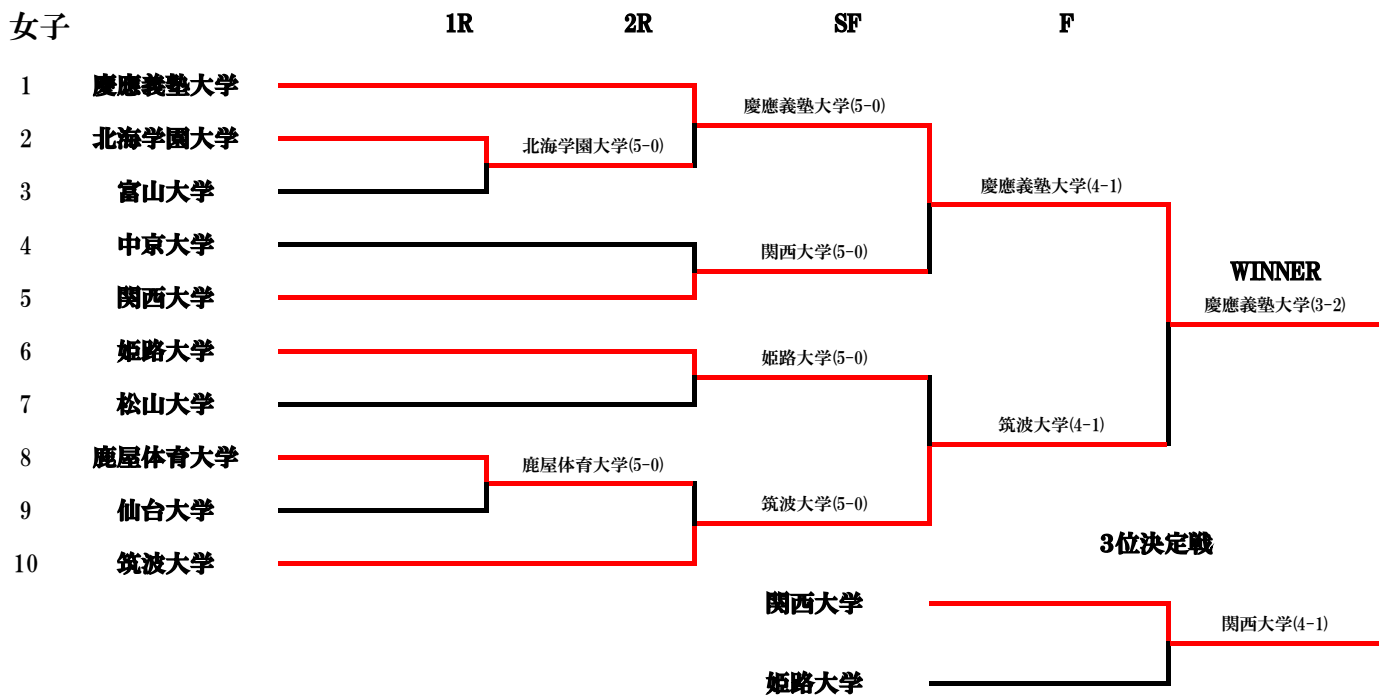 女子 1R 2R SF F
1 慶應義塾大学
慶應義塾大学(5-0)
2 北海学園大学
北海学園大学(5-0)
3 富山大学
慶應義塾大学(4-1)
4 中京大学
関西大学(5-0)
WINNER
5 関西大学
慶應義塾大学(3-2)
6 姫路大学
姫路大学(5-0)
7 松山大学
筑波大学(4-1)
8 鹿屋体育大学
鹿屋体育大学(5-0)
9 仙台大学
筑波大学(5-0)
3位決定戦
10 筑波大学
関西大学
関西大学(4-1)
姫路大学